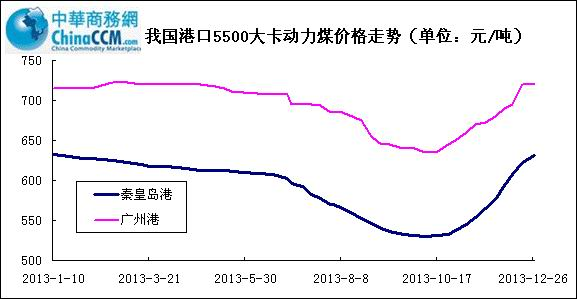 中華商務網
ChinaCCM.com
China Commodity Marketplace
我国港口5500大卡动力煤价格走势（单位：元/吨）
750
700
650
600
550
500
秦皇岛港
广州港
2013-1-10 2013-3-21 2013-5-30 2013-8-8 2013-10-17 2013-12-26